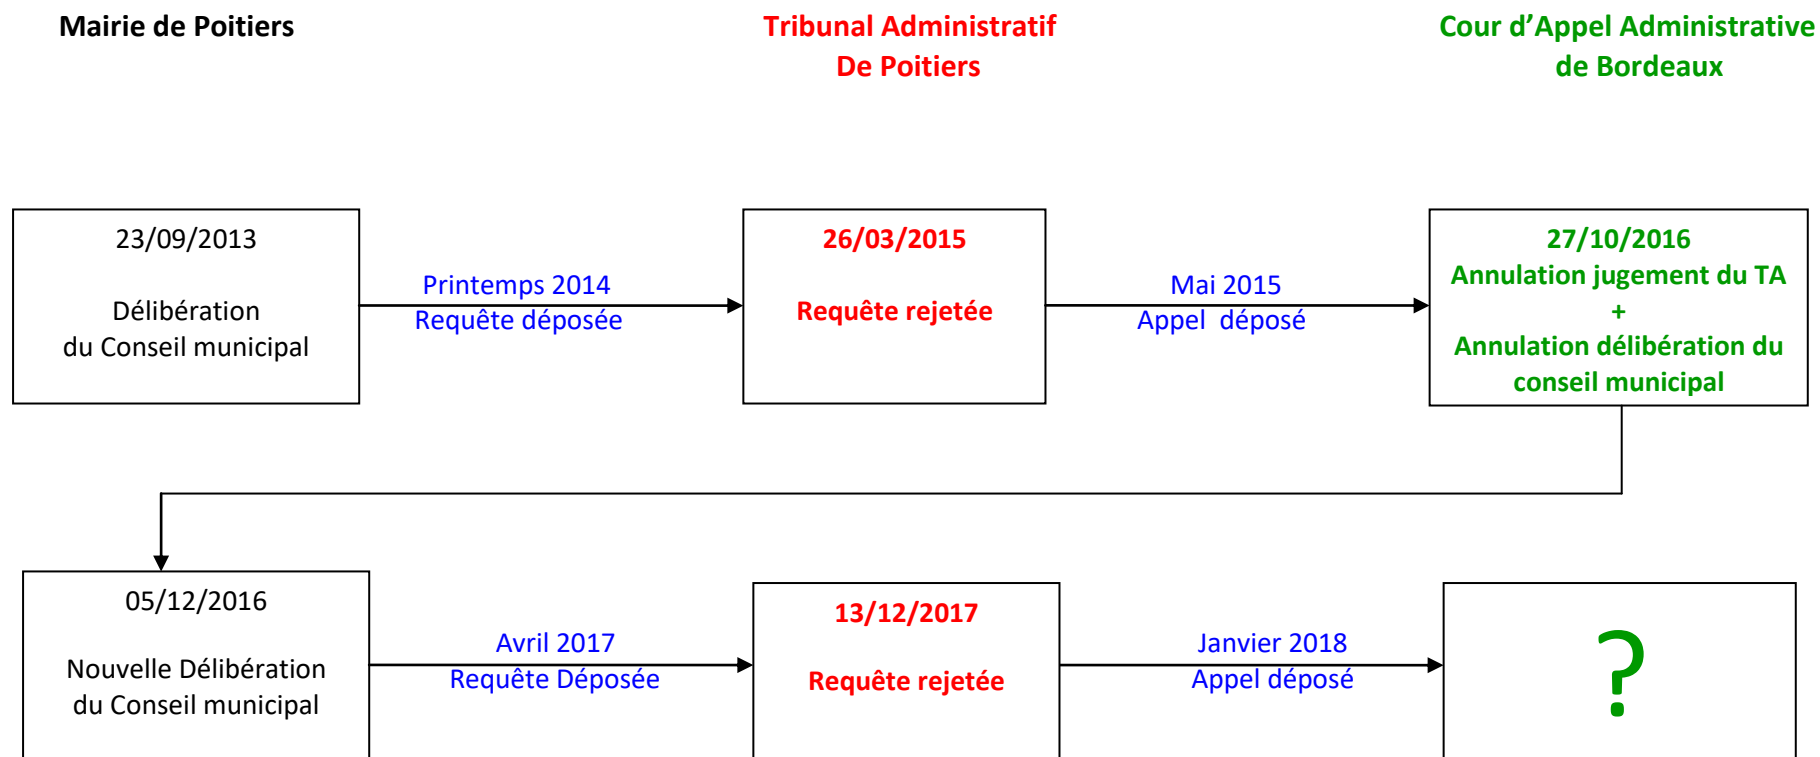 Mairie de Poitiers
Tribunal Administratif
De Poitiers
Cour d’Appel Administrative
de Bordeaux
23/09/2013
Délibération
du Conseil municipal
Printemps 2014
Requête déposée
26/03/2015
Requête rejetée
Mai 2015
Appel déposé
27/10/2016
Annulation jugement du TA
+
Annulation délibération du
conseil municipal
05/12/2016
Nouvelle Délibération
du Conseil municipal
Avril 2017
Requête Déposée
13/12/2017
Requête rejetée
Janvier 2018
Appel déposé
?